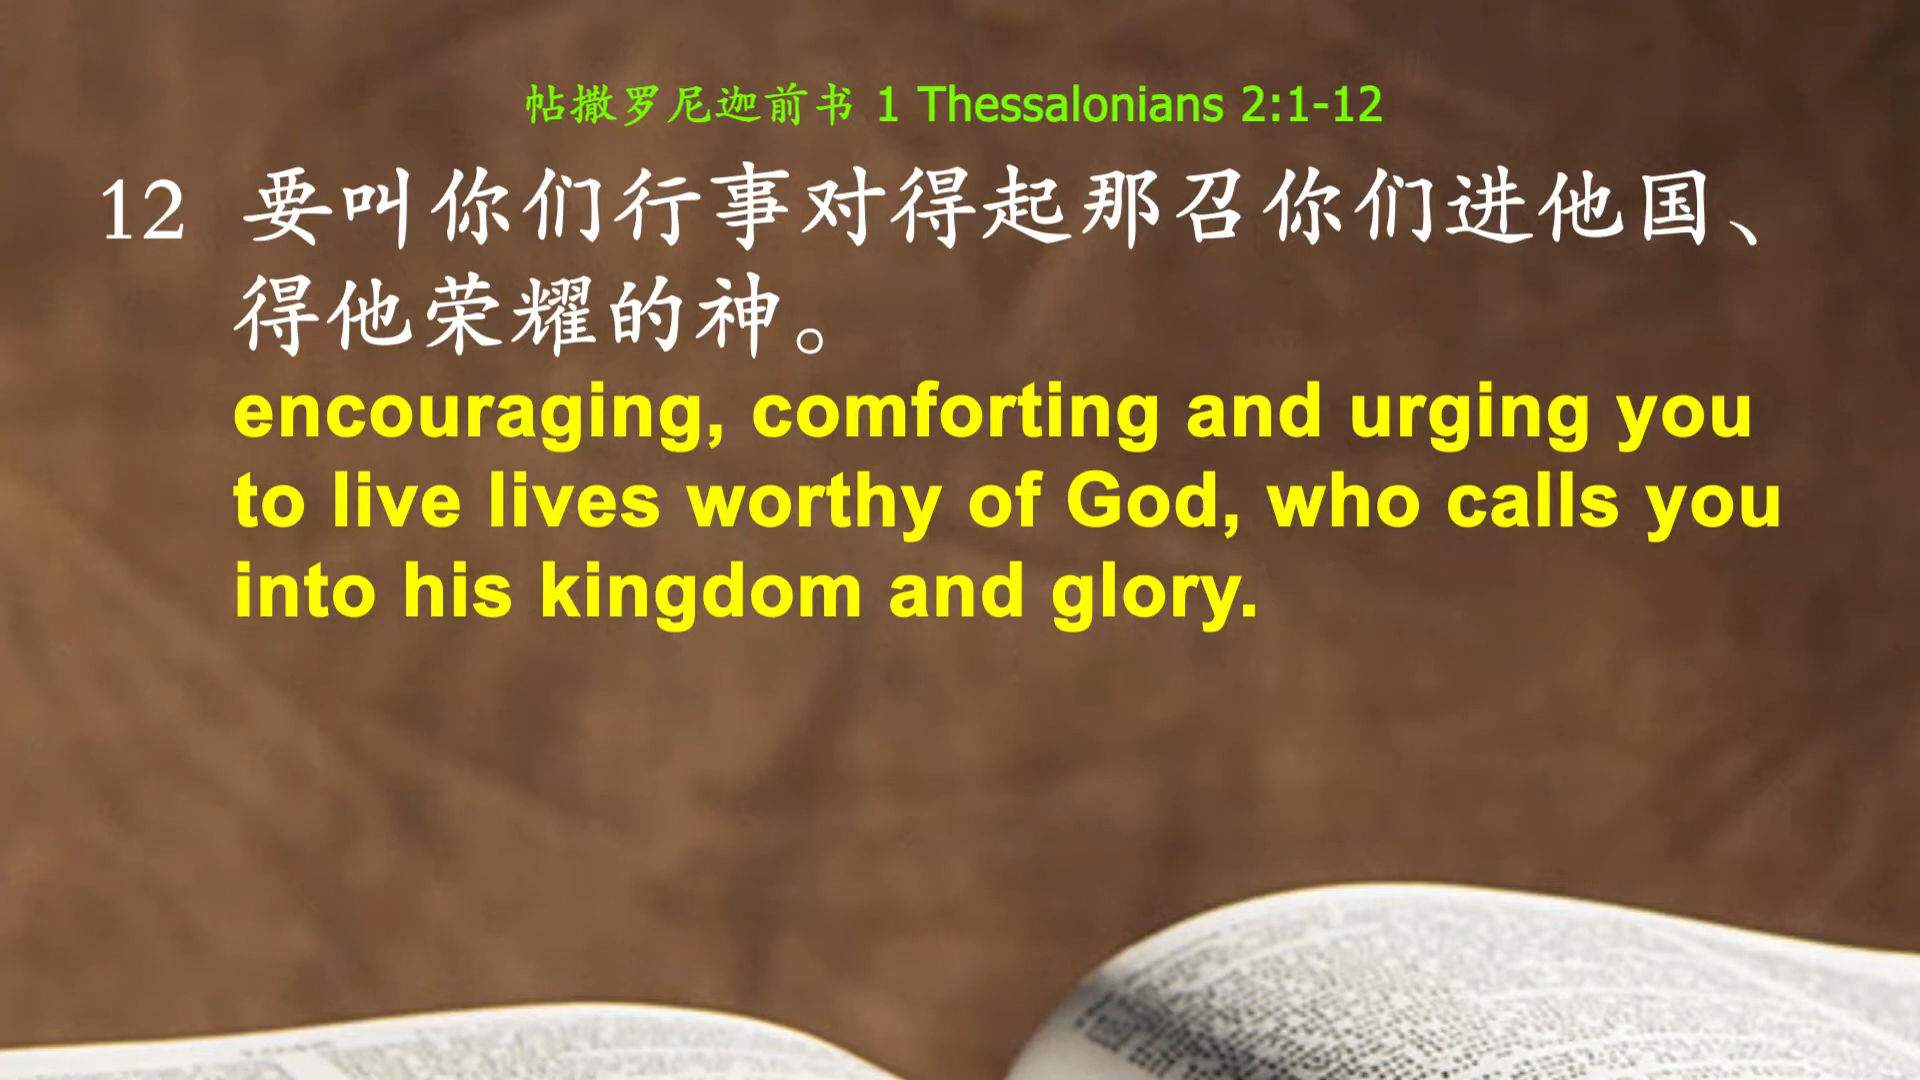 帖撒罗尼迦前书 1 Thessalonians 2:1-12
12 要叫你们行事对得起那召你们进他国、
得他荣耀的神。
encouraging, comforting and urging you
to live lives worthy of God, who calls you
into his kingdom and glory.